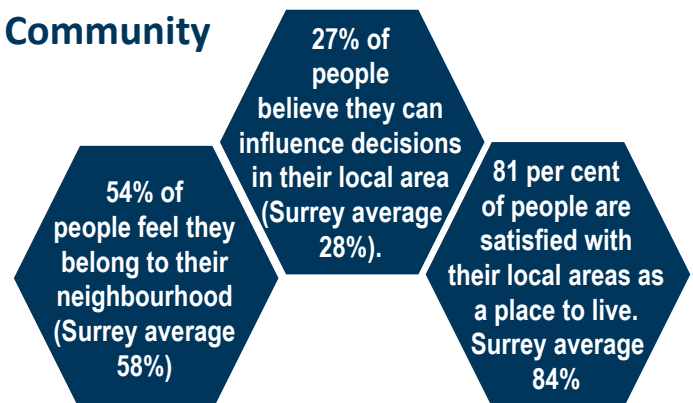 Community
54% of
people feel they
belong to their
neighbourhood
(Surrey average
58%)
27% of
people
believe they can
influence decisions
in their local area
(Surrey average
28%).
81 per cent
of people are
satisfied with
their local areas as
a place to live.
Surrey average
84%